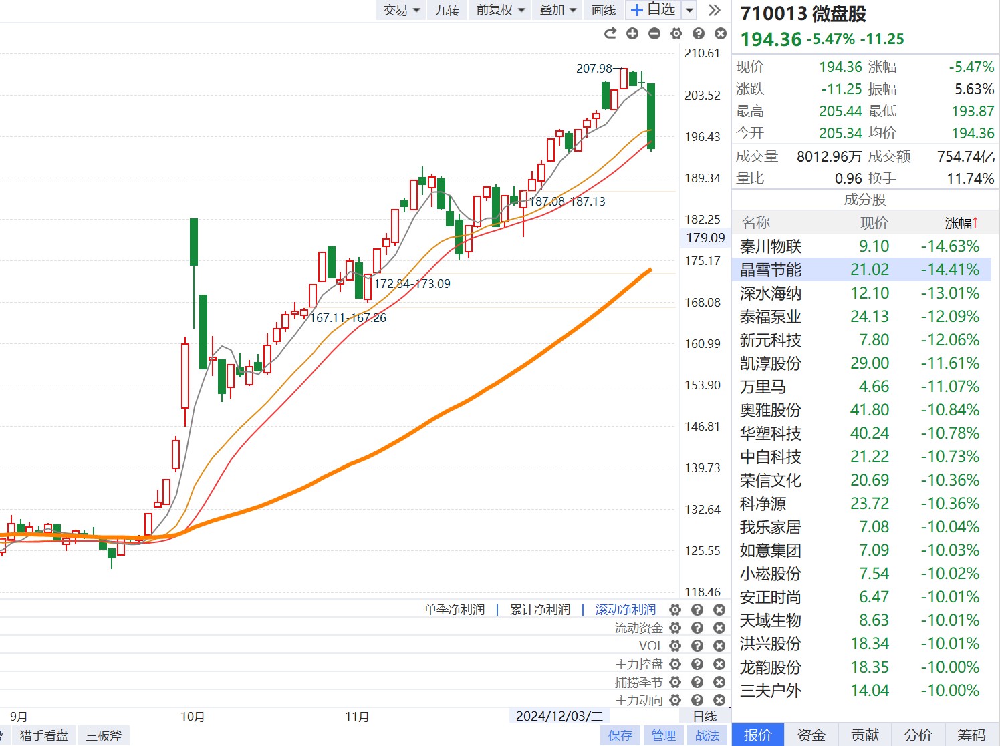 交易 九转 前复权 叠加 画线 自选
710013 微盘股
194.36 -5.47% -11.25
现价 194.36 涨幅 -5.47%
涨跌 -11.25 振幅 5.63%
最高 205.44 最低 193.87
今开 205.34 均价 194.36
成交量 8012.96万 成交额 754.74亿
量比 0.96 换手 11.74%
成分股
名称 现价 涨幅↑
秦川物联 9.10 -14.63%
晶雪节能 21.02 -14.41%
深水海纳 12.10 -13.01%
泰福泵业 24.13 -12.09%
新元科技 7.80 -12.06%
凯淳股份 29.00 -11.61%
万里马 4.66 -11.07%
奥雅股份 41.80 -10.84%
华塑科技 40.24 -10.78%
中自科技 21.22 -10.73%
荣信文化 20.69 -10.36%
科净源 23.72 -10.36%
我乐家居 7.08 -10.04%
如意集团 7.09 -10.03%
小崧股份 7.54 -10.02%
安正时尚 6.47 -10.01%
天域生物 8.63 -10.01%
洪兴股份 18.34 -10.01%
龙韵股份 18.35 -10.00%
三夫户外 14.04 -10.00%
报价 资金 贡献 分价 筹码
210.61
203.52
196.43
189.34
182.25
179.09
175.17
168.08
160.99
153.90
146.81
139.73
132.64
125.55
118.46
207.98
187.08-187.13
172.84-173.09
167.11-167.26
单季净利润 | 累计净利润 | 滚动净利润
流动资金
VOL
主力控盘
捕捞季节
主力动向
9月 10月 11月 2024/12/03/二 日线
猎手看盘 三板斧 保存 管理 战法